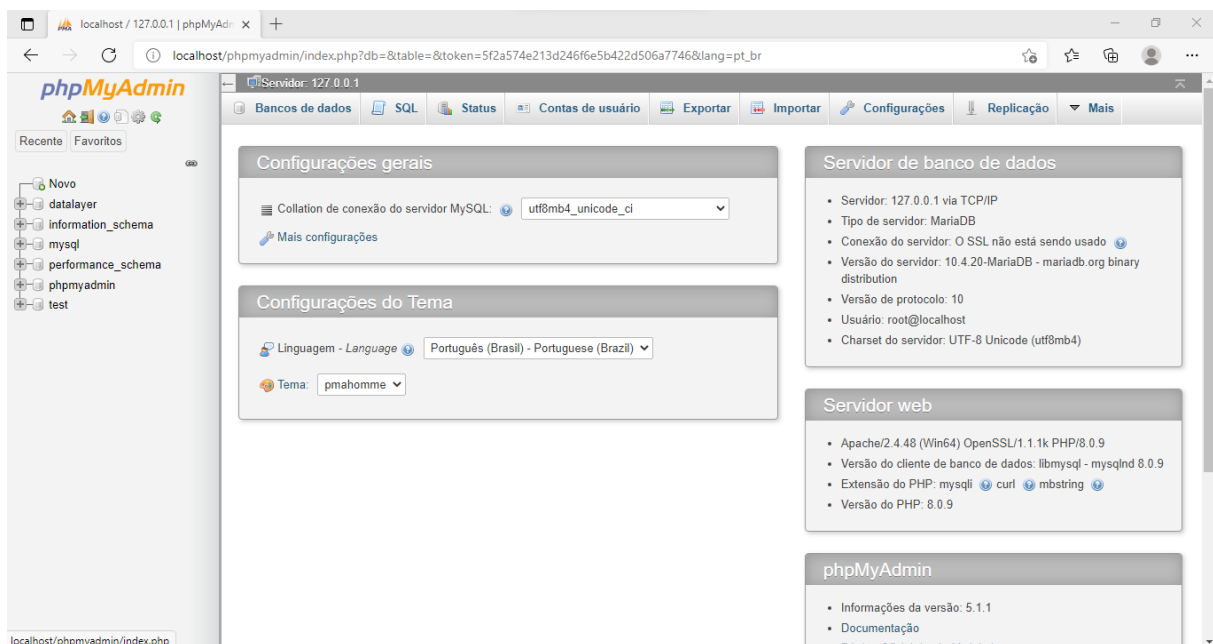 localhost / 127.0.0.1 | phpMyAdm
localhost/phpmyadmin/index.php?db=&table=&token=5f2a574e213d246f6e5b422d506a7746&lang=pt_br
phpMyAdmin
Recente Favoritos
Novo
datalayer
information_schema
mysql
performance_schema
phpmyadmin
test
localhost/phpmyadmin/index.php
Servidor: 127.0.0.1
Bancos de dados SQL Status Contas de usuário Exportar Importar Configurações Replicação Mais
Configurações gerais
Collation de conexão do servidor MySQL: utf8mb4_unicode_ci
Mais configurações
Configurações do Tema
Linguagem - Language Português (Brasil) - Portuguese (Brazil)
Tema: pmahomme
Servidor de banco de dados
Servidor: 127.0.0.1 via TCP/IP
Tipo de servidor: MariaDB
Conexão do servidor: O SSL não está sendo usado
Versão do servidor: 10.4.20-MariaDB - mariadb.org binary
distribution
Versão de protocolo: 10
Usuário: root@localhost
Charset do servidor: UTF-8 Unicode (utf8mb4)
Servidor web
Apache/2.4.48 (Win64) OpenSSL/1.1.1k PHP/8.0.9
Versão do cliente de banco de dados: libmysql - mysqlnd 8.0.9
Extensão do PHP: mysqli curl mbstring
Versão do PHP: 8.0.9
phpMyAdmin
Informações da versão: 5.1.1
Documentação